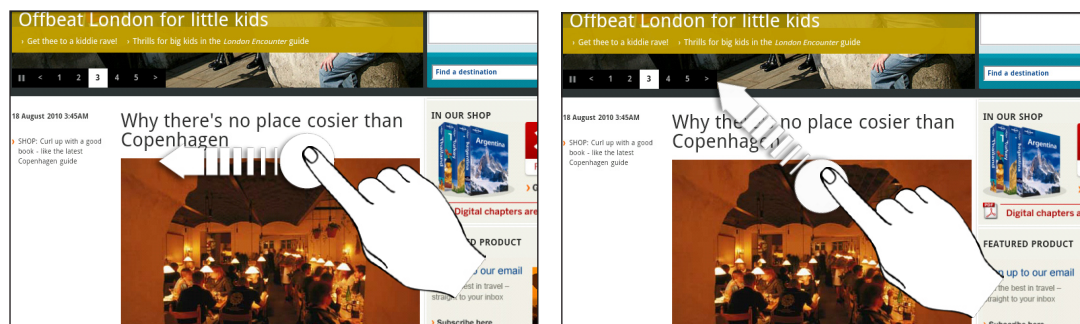 Offbeat London for little kids
› Get thee to a kiddie rave! › Thrills for big kids in the London Encounter guide
< 1 2 3 4 5 >
Find a destination
18 August 2010 3:45AM
› SHOP: Curl up with a good
book – like the latest
Copenhagen guide
Why there's no place cosier than
Copenhagen
IN OUR SHOP
Argentina
Digital chapters are
PRODUCT
to our email
best in travel –
straight to your inbox
› Subscribe here
Offbeat London for little kids
› Get thee to a kiddie rave! › Thrills for big kids in the London Encounter guide
< 1 2 3 4 5 >
Find a destination
18 August 2010 3:45AM
› SHOP: Curl up with a good
book – like the latest
Copenhagen guide
Why the no place cosier than
Copenhagen
IN OUR SHOP
Argentina
PDF
Digital chapters a
FEATURED PRODUCT
up to our email
the best in travel –
straight to your inbox
Subscribe here